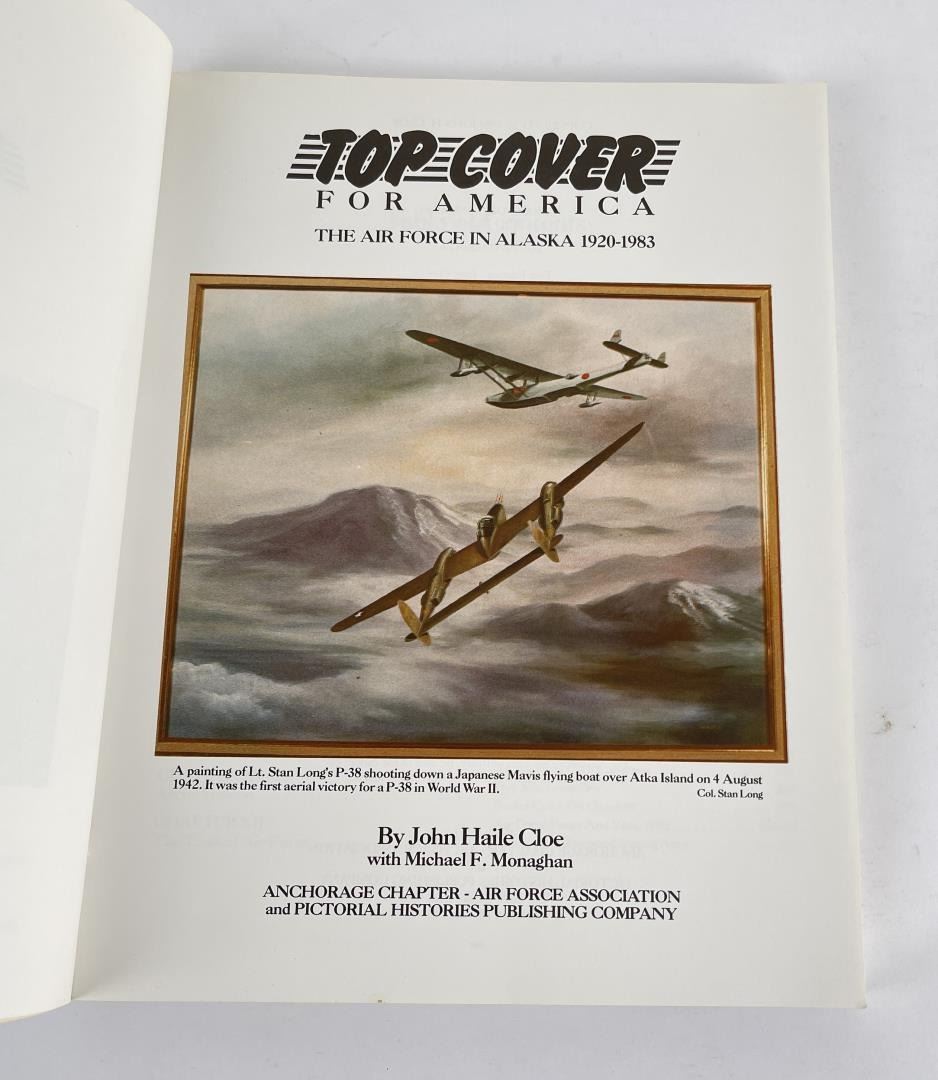 TOP COVER
FOR AMERICA
THE AIR FORCE IN ALASKA 1920-1983
A painting of Lt. Stan Long's P-38 shooting down a Japanese Mavis flying boat over Atka Island on 4 August
1942. It was the first aerial victory for a P-38 in World War II.
Col. Stan Long
By John Haile Cloe
with Michael F. Monaghan
ANCHORAGE CHAPTER - AIR FORCE ASSOCIATION
and PICTORIAL HISTORIES PUBLISHING COMPANY